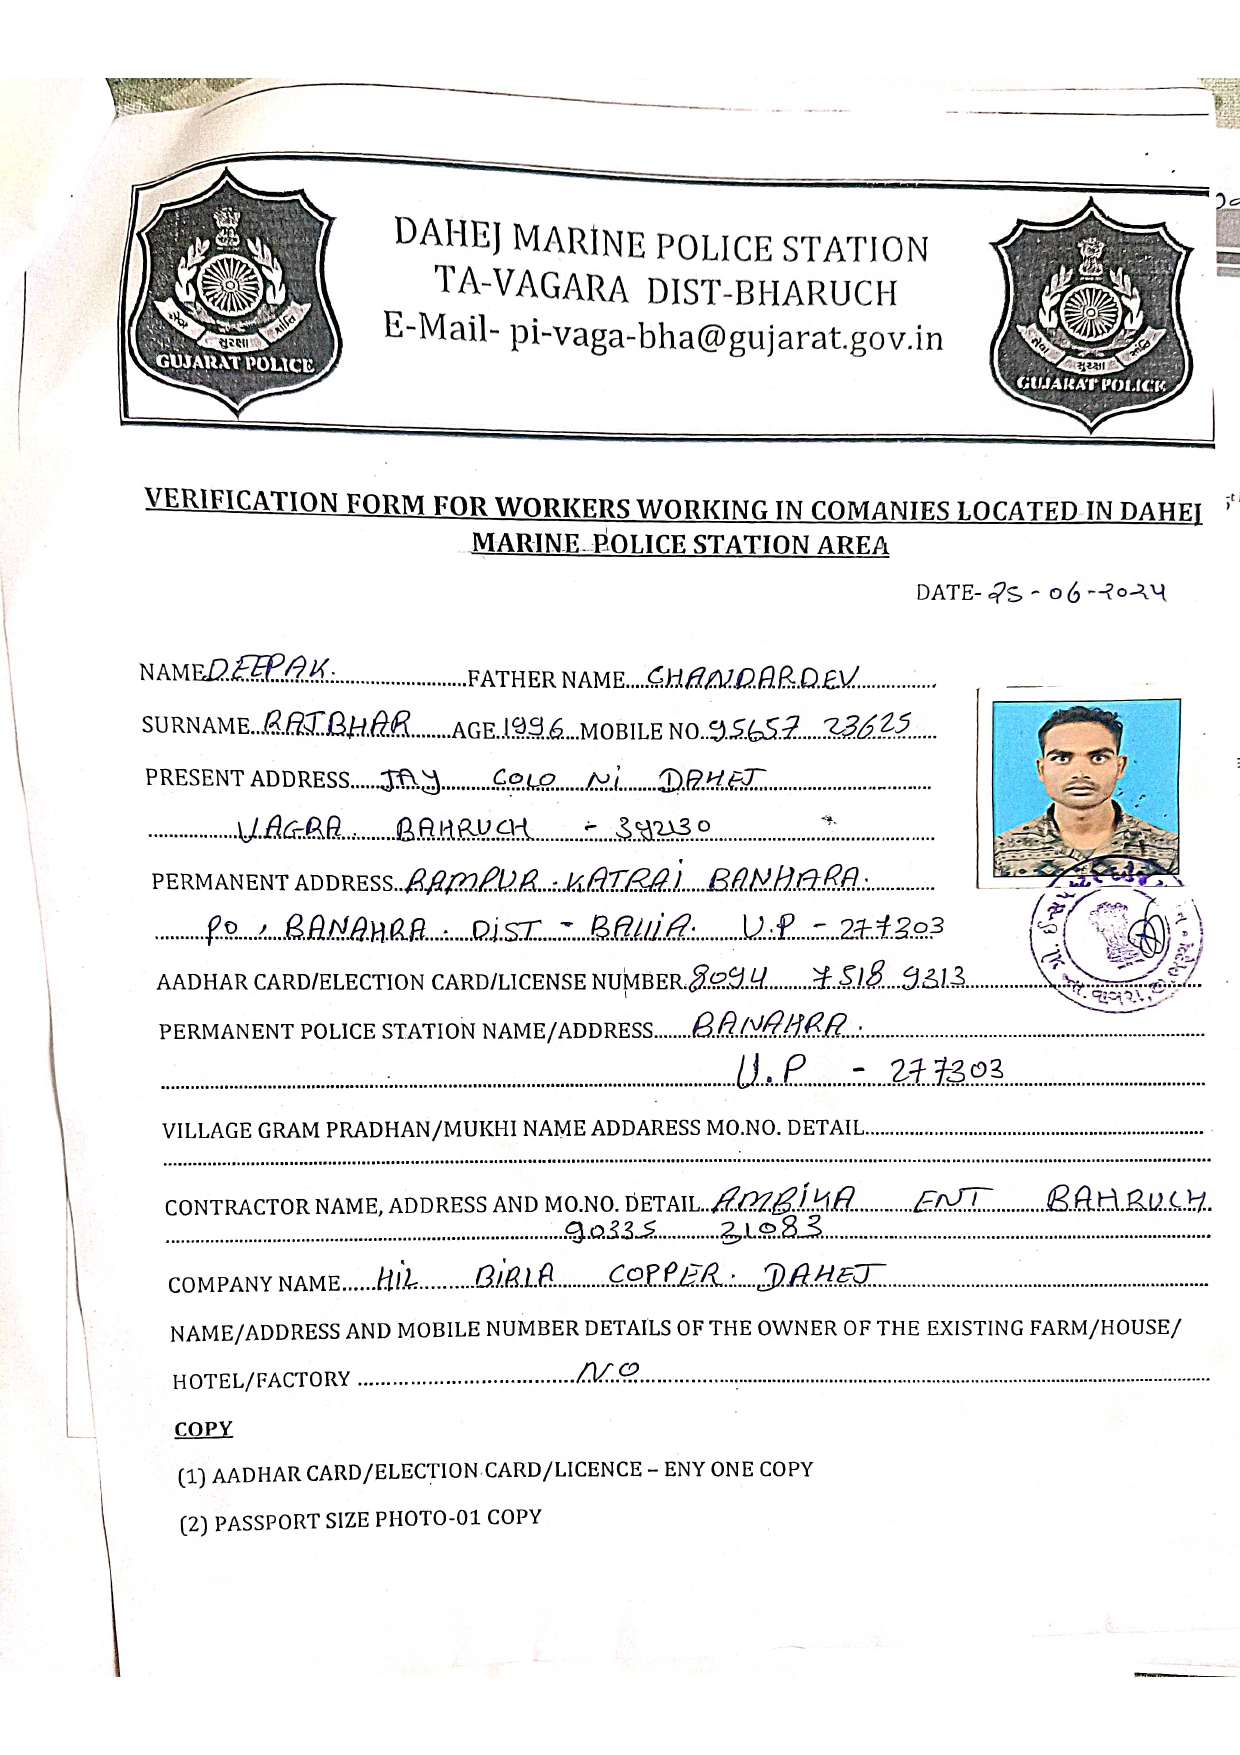 DAHEJ MARINE POLICE STATION
TA-VAGARA DIST-BHARUCH
E-Mail- pi-vaga-bha@gujarat.gov.in
સેવા સુરક્ષા શાંતિ
GUJARAT POLICE
સેવા સુરક્ષા શાંતિ
GUJARAT POLICE
VERIFICATION FORM FOR WORKERS WORKING IN COMANIES LOCATED IN DAHEJ
MARINE POLICE STATION AREA
DATE- 25-06-2024
NAME DEEPAK. FATHER NAME CHANDARDEV
SURNAME RAJBHAR AGE 1996 MOBILE NO. 95657 23625
PRESENT ADDRESS JAY COLO Ni DAHEJ
VAGRA. BAHRUCH - 392130
PERMANENT ADDRESS RAMPUR. KATRAi BANHARA.
PO, BANAHRA. DIST - BALLIA. U.P - 277303
AADHAR CARD/ELECTION CARD/LICENSE NUMBER 8094 7518 9313
PERMANENT POLICE STATION NAME/ADDRESS BANAHRA.
U.P - 277303
VILLAGE GRAM PRADHAN/MUKHI NAME ADDARESS MO.NO. DETAIL
CONTRACTOR NAME, ADDRESS AND MO.NO. DETAIL AMBIKA ENT BAHRUCH
90335 21083
COMPANY NAME HIL BIRLA COPPER. DAHEJ
NAME/ADDRESS AND MOBILE NUMBER DETAILS OF THE OWNER OF THE EXISTING FARM/HOUSE/
HOTEL/FACTORY NO
COPY
(1) AADHAR CARD/ELECTION CARD/LICENCE – ENY ONE COPY
(2) PASSPORT SIZE PHOTO-01 COPY